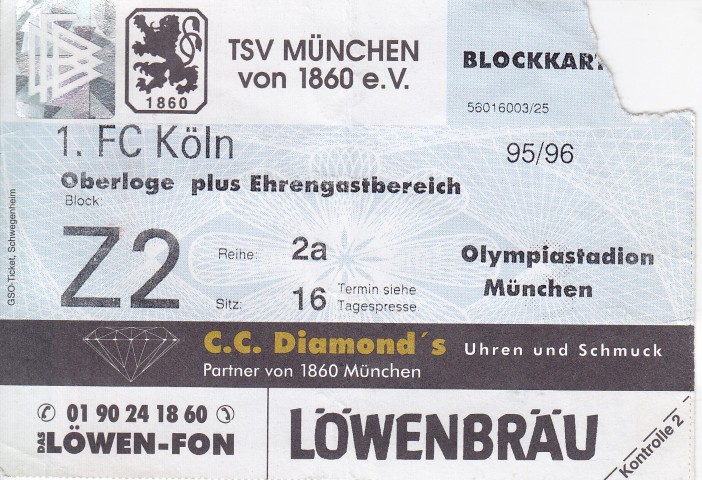 TSV MÜNCHEN
von 1860 e.V.
1860
BLOCKKART
56016003/25
1. FC Köln
95/96
Oberloge plus Ehrengastbereich
Block:
Z2
Reihe: 2a
Sitz: 16
Termin siehe
Tagespresse
Olympiastadion
München
GSO-Ticket, Schwegenheim
C.C. Diamond´s Uhren und Schmuck
Partner von 1860 München
✆ 01 90 24 18 60 ✆
DAS LÖWEN-FON
LÖWENBRÄU
Kontrolle 2